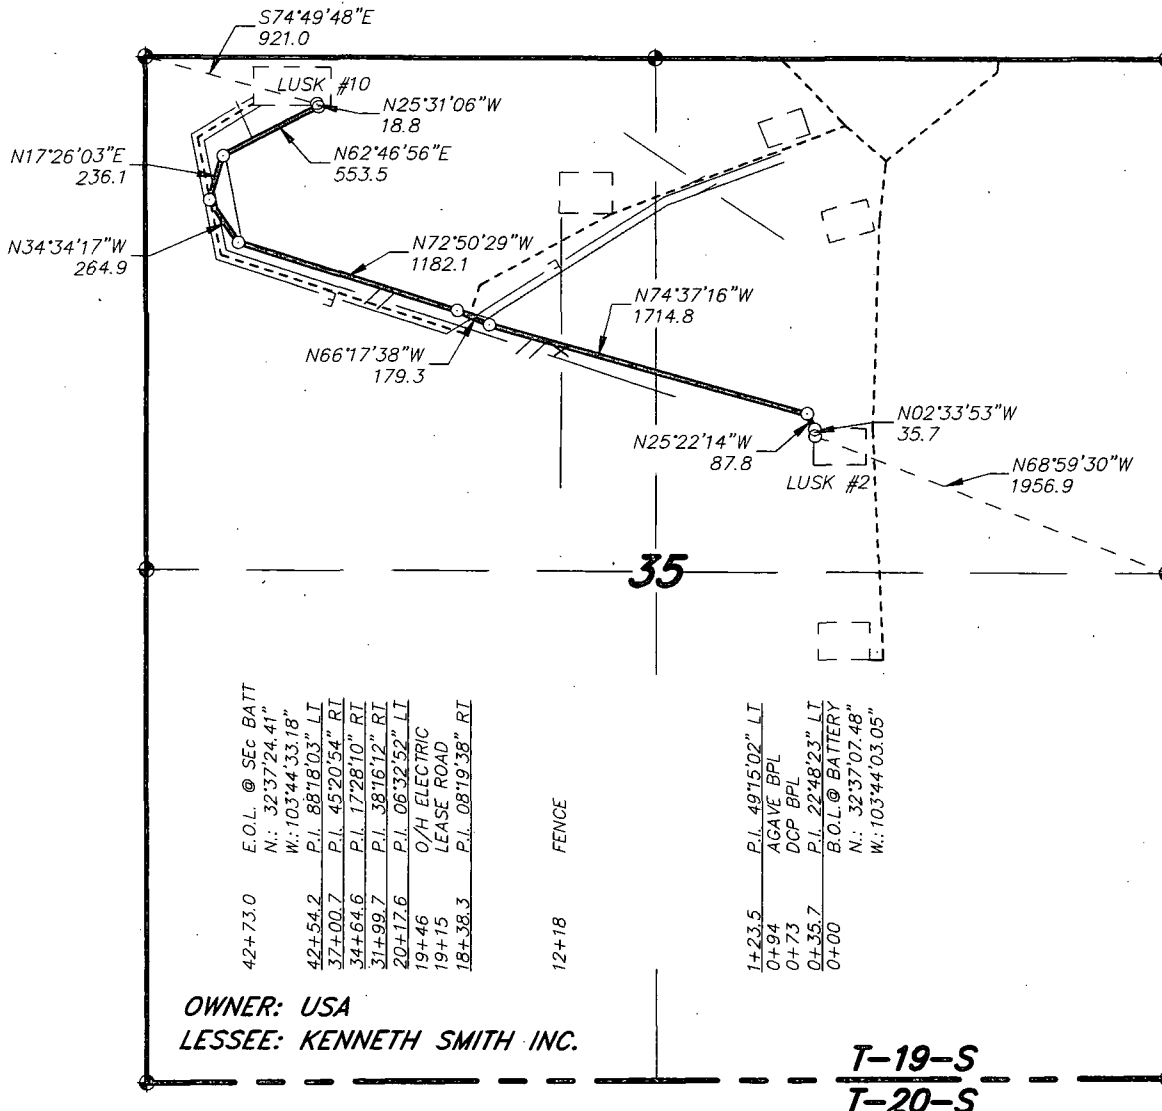 S74°49'48"E
921.0
LUSK #10
N25°31'06"W
18.8
N62°46'56"E
553.5
N17°26'03"E
236.1
N34°34'17"W
264.9
N72°50'29"W
1182.1
N74°37'16"W
1714.8
N66°17'38"W
179.3
N02°33'53"W
35.7
N25°22'14"W
87.8
LUSK #2
N68°59'30"W
1956.9
35
42+73.0 E.O.L. @ SEc BATT
N.: 32°37'24.41"
W.: 103°44'33.18"
42+54.2 P.I. 88°18'03" LT
37+00.7 P.I. 45°20'54" RT
34+64.6 P.I. 17°28'10" RT
31+99.7 P.I. 38°16'12" RT
20+17.6 P.I. 06°32'52" LT
19+46 O/H ELECTRIC
19+15 LEASE ROAD
18+38.3 P.I. 08°19'38" RT
12+18 FENCE
1+23.5 P.I. 49°15'02" LT
0+94 AGAVE BPL
0+73 DCP BPL
0+35.7 P.I. 22°48'23" LT
0+00 B.O.L. @ BATTERY
N.: 32°37'07.48"
W.: 103°44'03.05"
OWNER: USA
LESSEE: KENNETH SMITH INC.
T-19-S
T-20-S